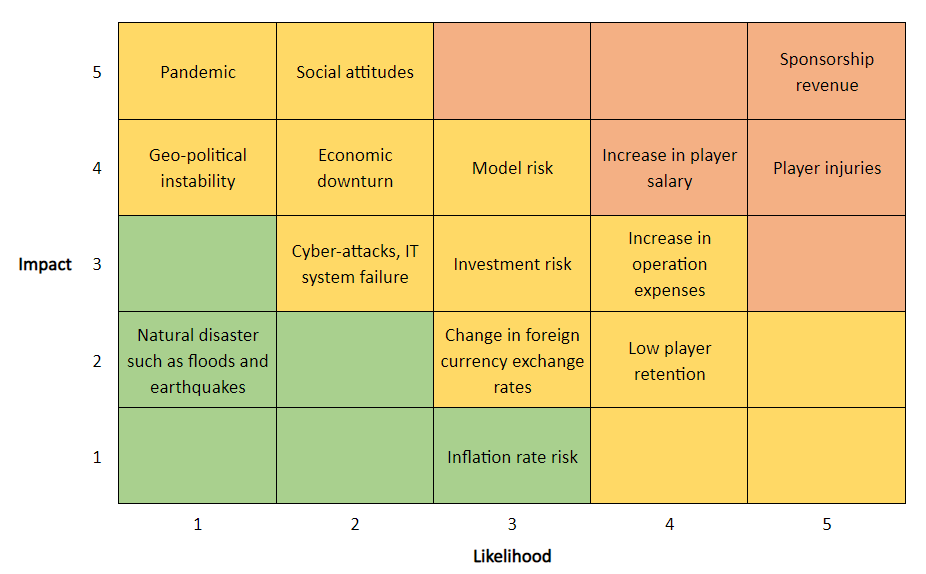 5
Pandemic
Social attitudes
Sponsorship
revenue
4
Geo-political
instability
Economic
downturn
Model risk
Increase in player
salary
Player injuries
Impact
3
Cyber-attacks, IT
system failure
Investment risk
Increase in
operation
expenses
2
Natural disaster
such as floods and
earthquakes
Change in foreign
currency exchange
rates
Low player
retention
1
Inflation rate risk
1
2
3
4
5
Likelihood